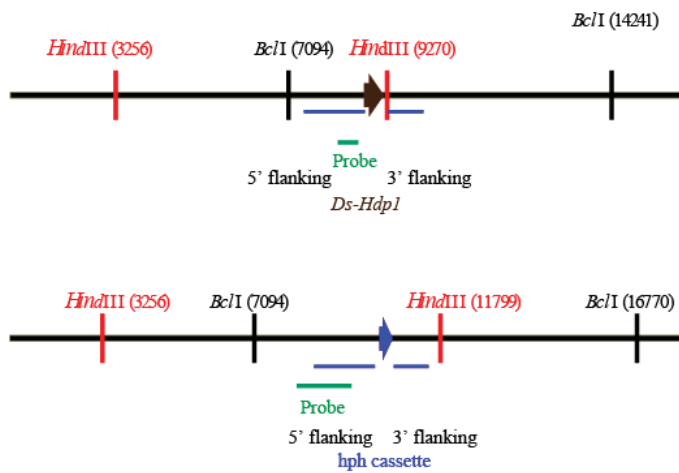 BclI (14241)
HindIII (3256) BclI (7094) HindIII (9270)
Probe
5’ flanking 3’ flanking
Ds-Hdp1
HindIII (3256) BclI (7094) HindIII (11799) BclI (16770)
Probe
5’ flanking 3’ flanking
hph cassette